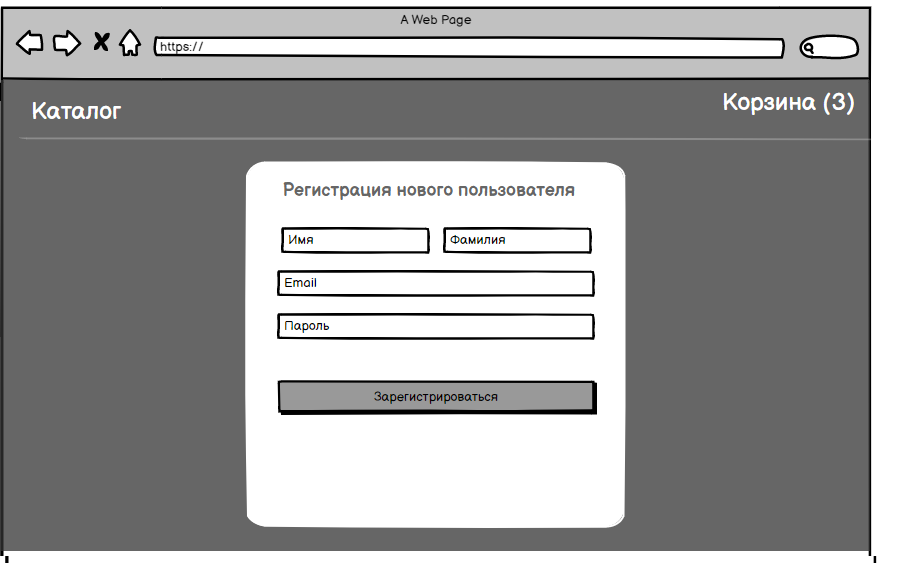 A Web Page
https://
Каталог
Корзина (3)
Регистрация нового пользователя
Имя
Фамилия
Email
Пароль
Зарегистрироваться